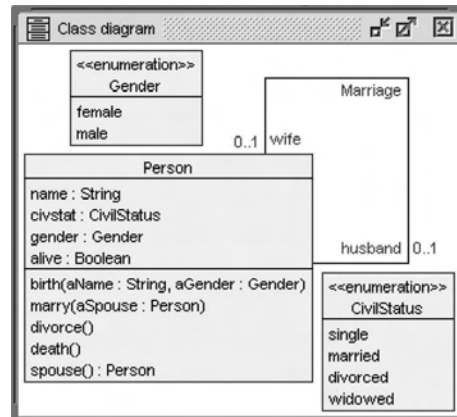 Class diagram
<<enumeration>>
Gender
female
male
Marriage
0..1 wife
Person
name : String
civstat : CivilStatus
gender : Gender
alive : Boolean
husband 0..1
birth(aName : String, aGender : Gender)
marry(aSpouse : Person)
divorce()
death()
spouse() : Person
<<enumeration>>
CivilStatus
single
married
divorced
widowed